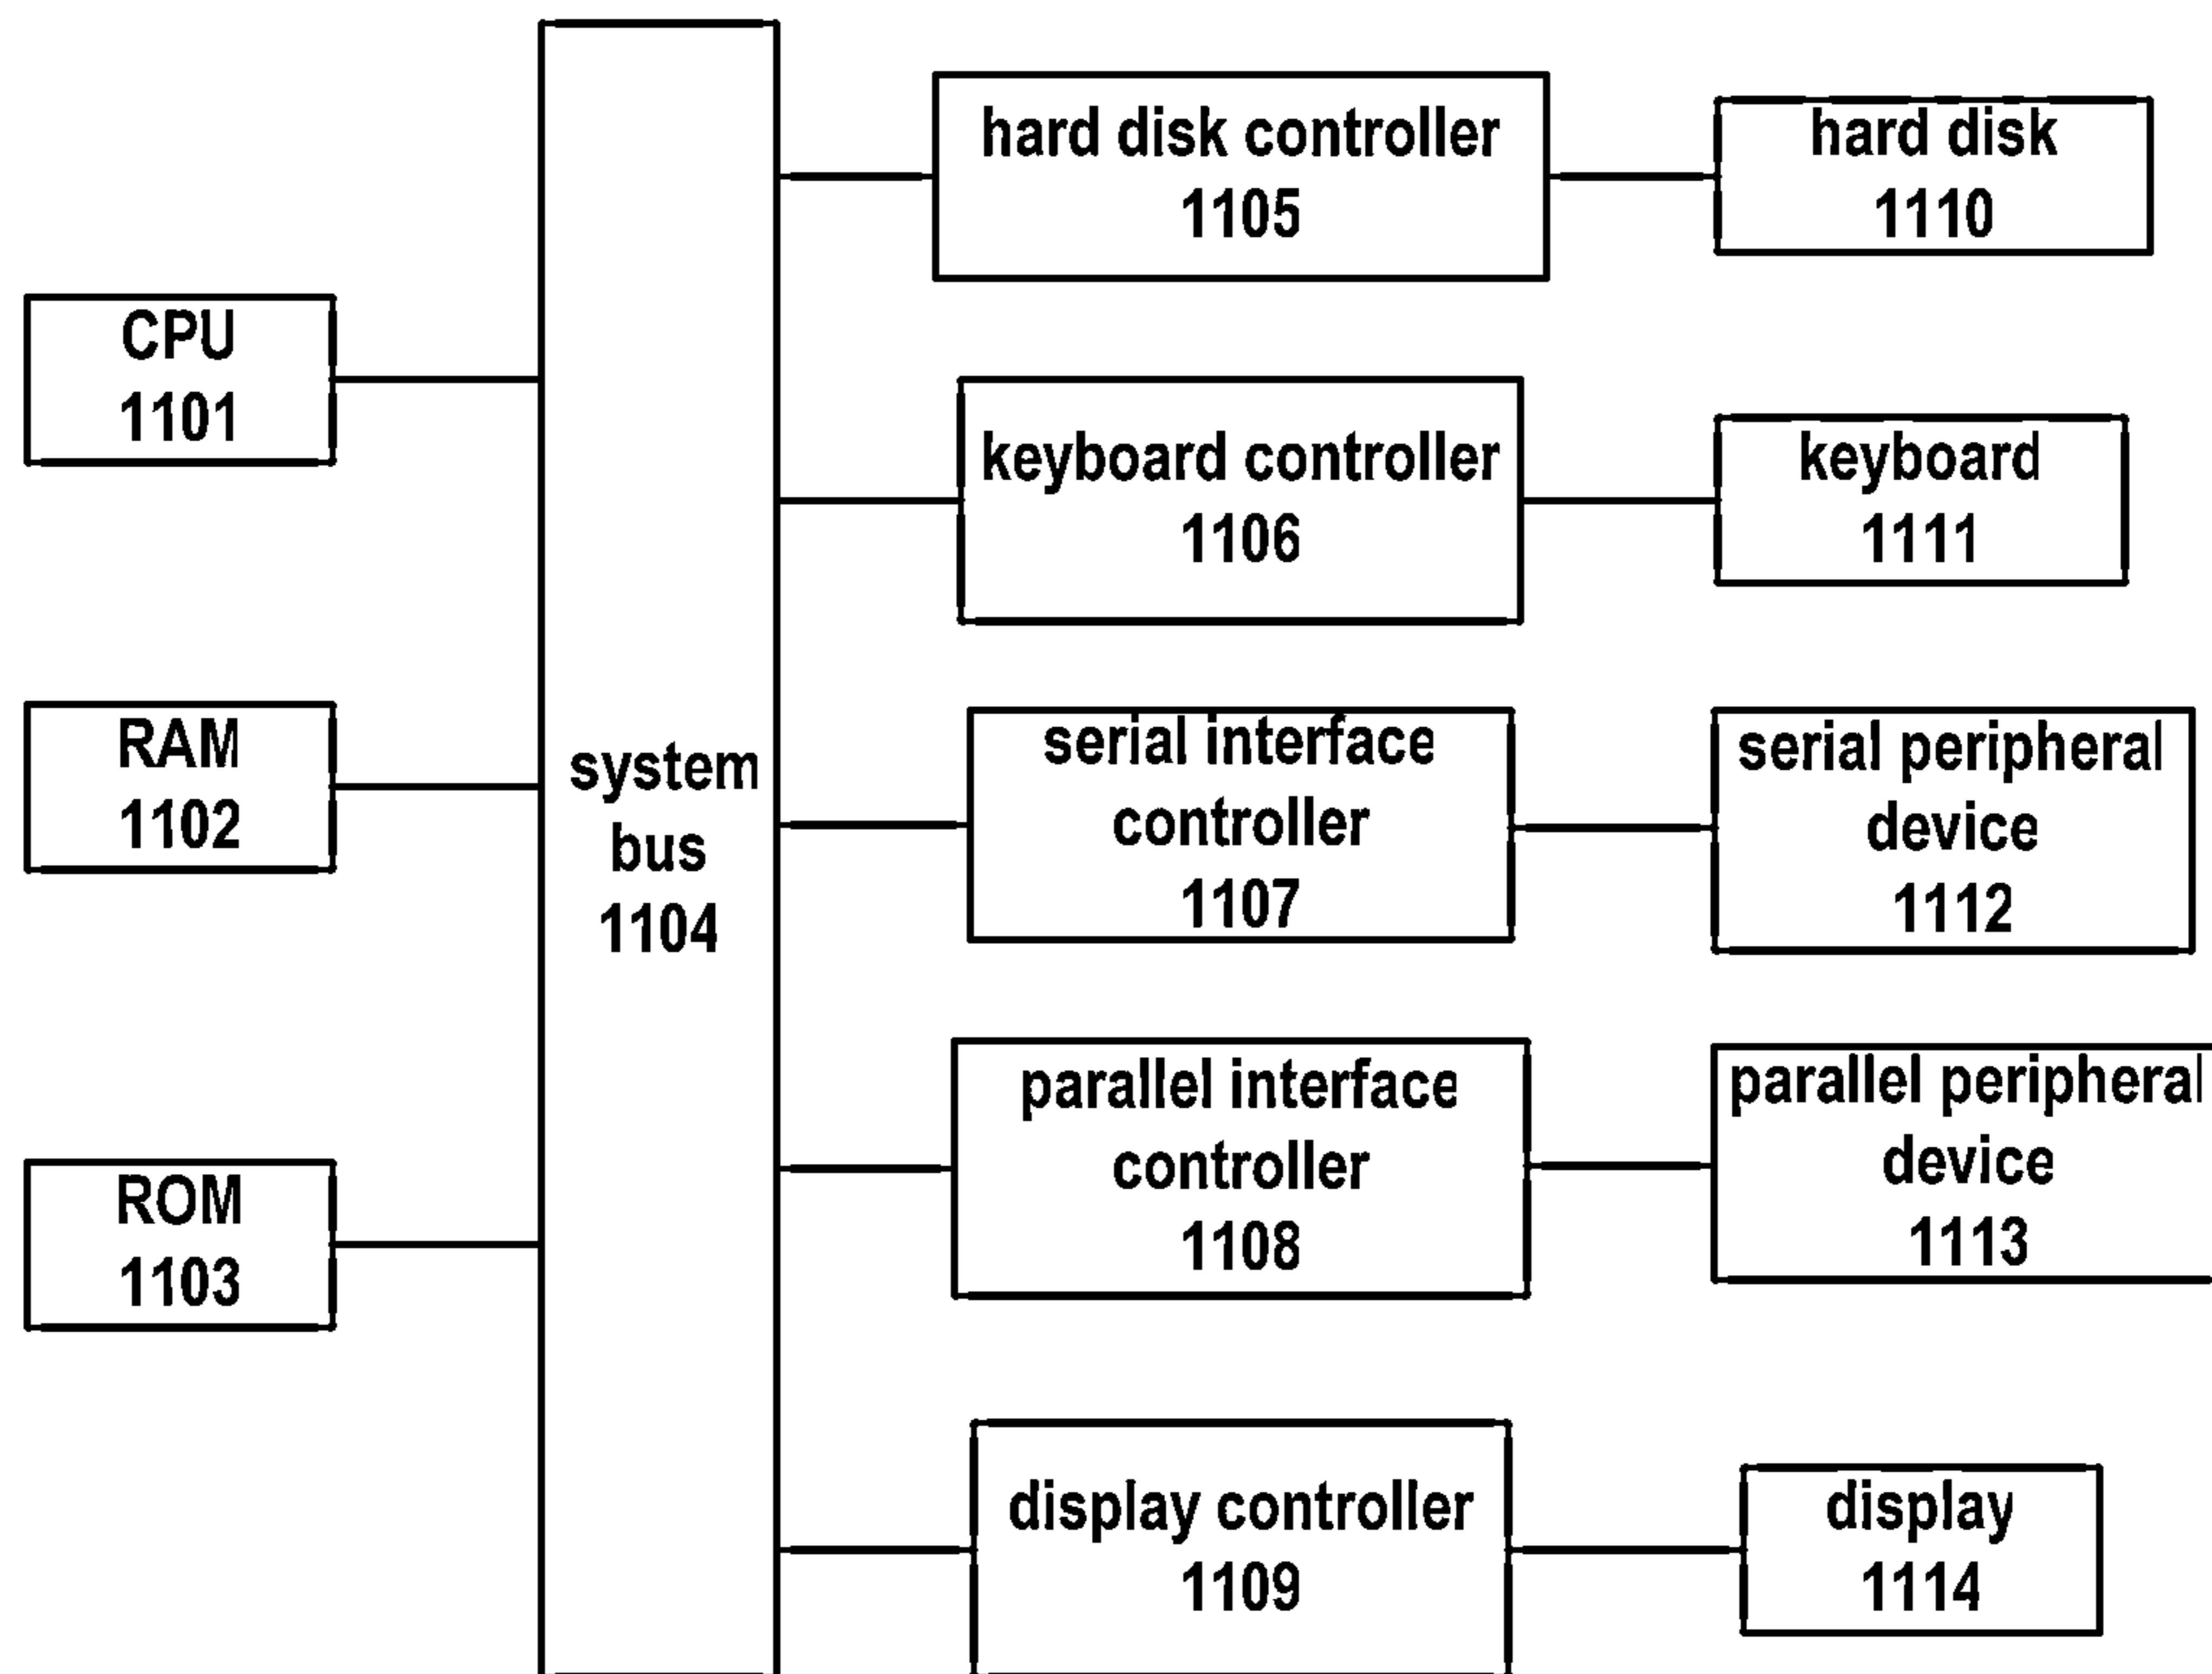 hard disk controller
1105
hard disk
1110
CPU
1101
keyboard controller
1106
keyboard
1111
RAM
1102
system
bus
1104
serial interface
controller
1107
serial peripheral
device
1112
parallel interface
controller
1108
parallel peripheral
device
1113
ROM
1103
display controller
1109
display
1114